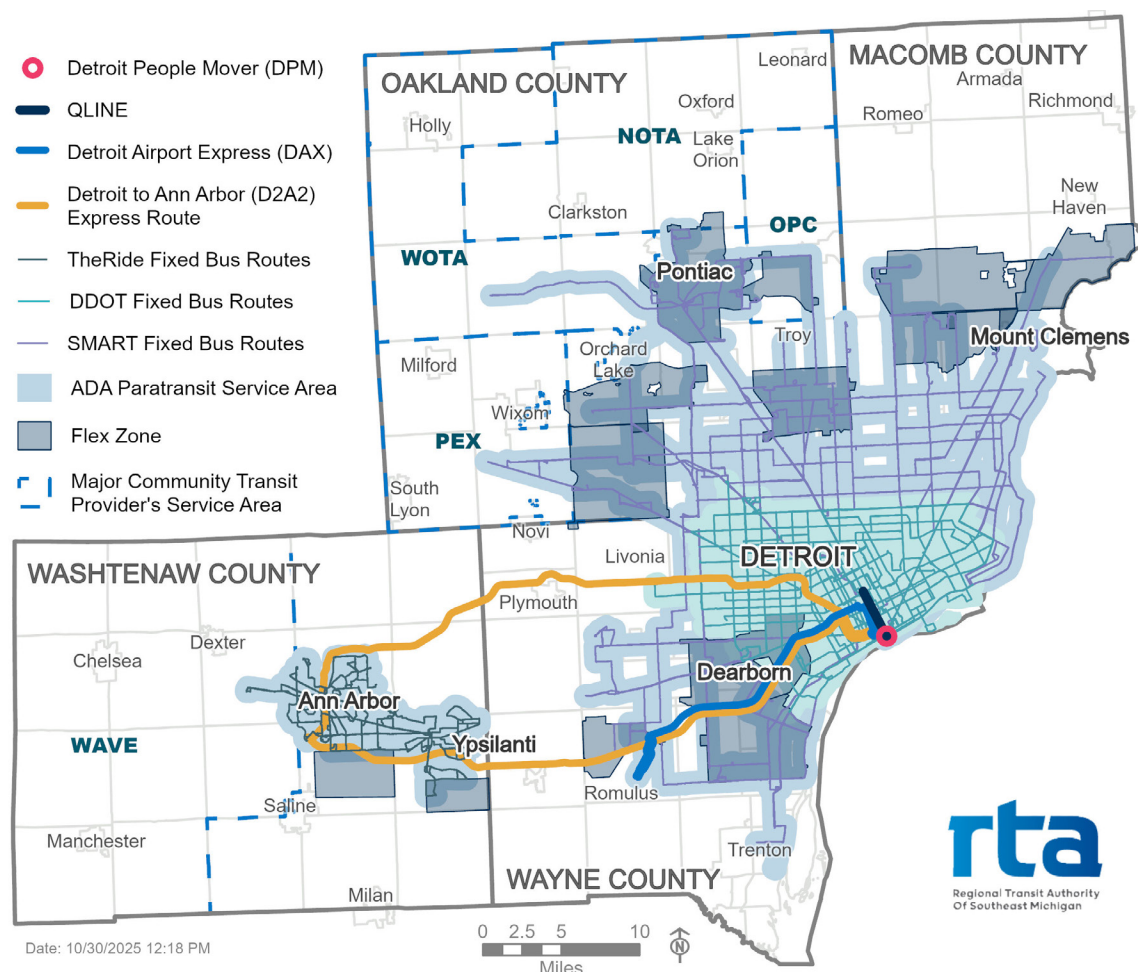 Detroit People Mover (DPM)
QLINE
Detroit Airport Express (DAX)
Detroit to Ann Arbor (D2A2)
Express Route
TheRide Fixed Bus Routes
DDOT Fixed Bus Routes
SMART Fixed Bus Routes
ADA Paratransit Service Area
Flex Zone
Major Community Transit
Provider's Service Area
OAKLAND COUNTY
MACOMB COUNTY
Leonard
Armada
Holly
Oxford
Romeo
Richmond
NOTA
Lake
Orion
Clarkston
New
Haven
OPC
WOTA
Pontiac
Troy
Mount Clemens
Milford
Orchard
Lake
Wixom
PEX
South
Lyon
Novi
WASHTENAW COUNTY
Livonia
DETROIT
Plymouth
Dexter
Chelsea
Dearborn
Ann Arbor
WAVE
Ypsilanti
Romulus
Saline
Manchester
Trenton
Milan
WAYNE COUNTY
rta
Regional Transit Authority
Of Southeast Michigan
Date: 10/30/2025 12:18 PM
0 2.5 5 10
Miles
N